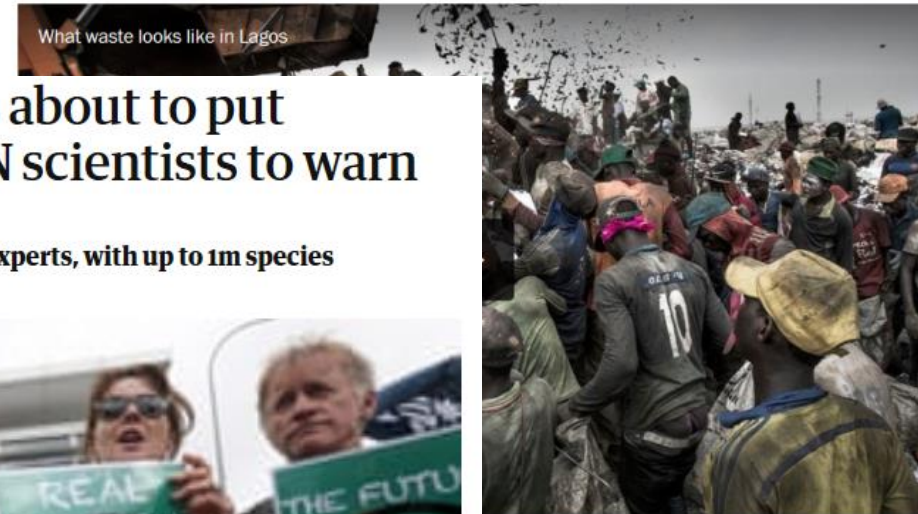 What waste looks like in Lagos
about to put
N scientists to warn
xperts, with up to 1m species
10
REAL
THE FUTU